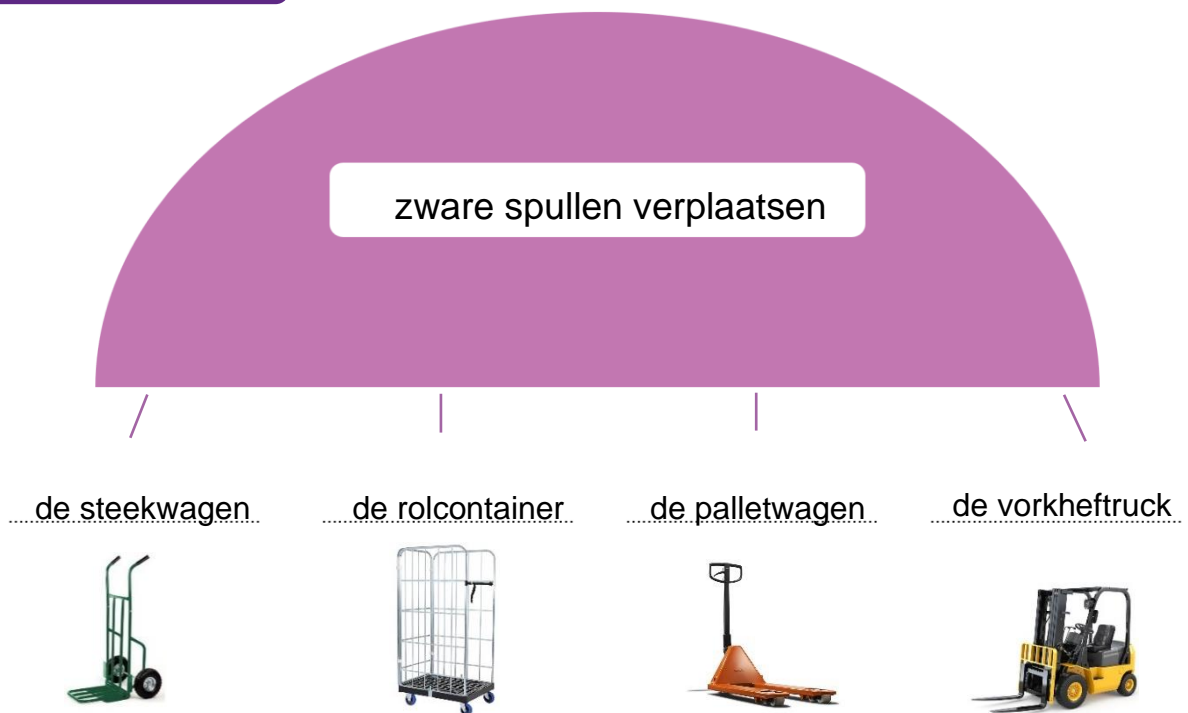 zware spullen verplaatsen
de steekwagen
de rolcontainer
de palletwagen
de vorkheftruck